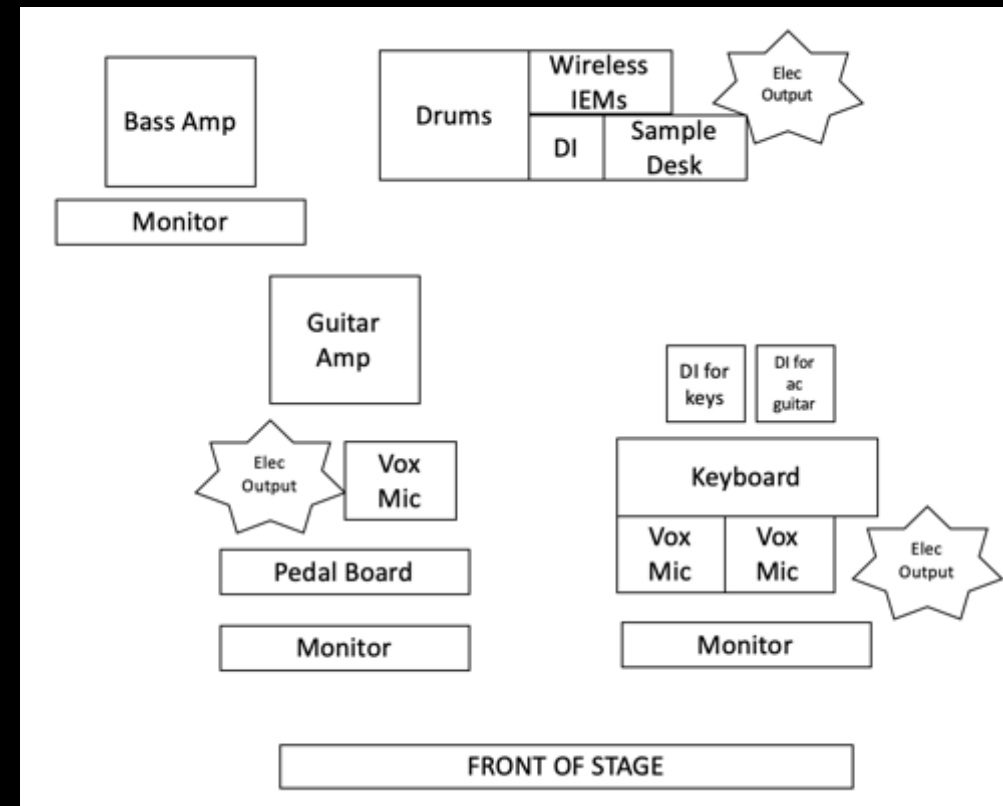 Bass Amp
Monitor
Drums
Wireless
IEMs
DI
Sample
Desk
Elec
Output
Guitar
Amp
Elec
Output
Vox
Mic
Pedal Board
Monitor
DI for
keys
DI for
ac
guitar
Keyboard
Vox
Mic
Vox
Mic
Elec
Output
Monitor
FRONT OF STAGE